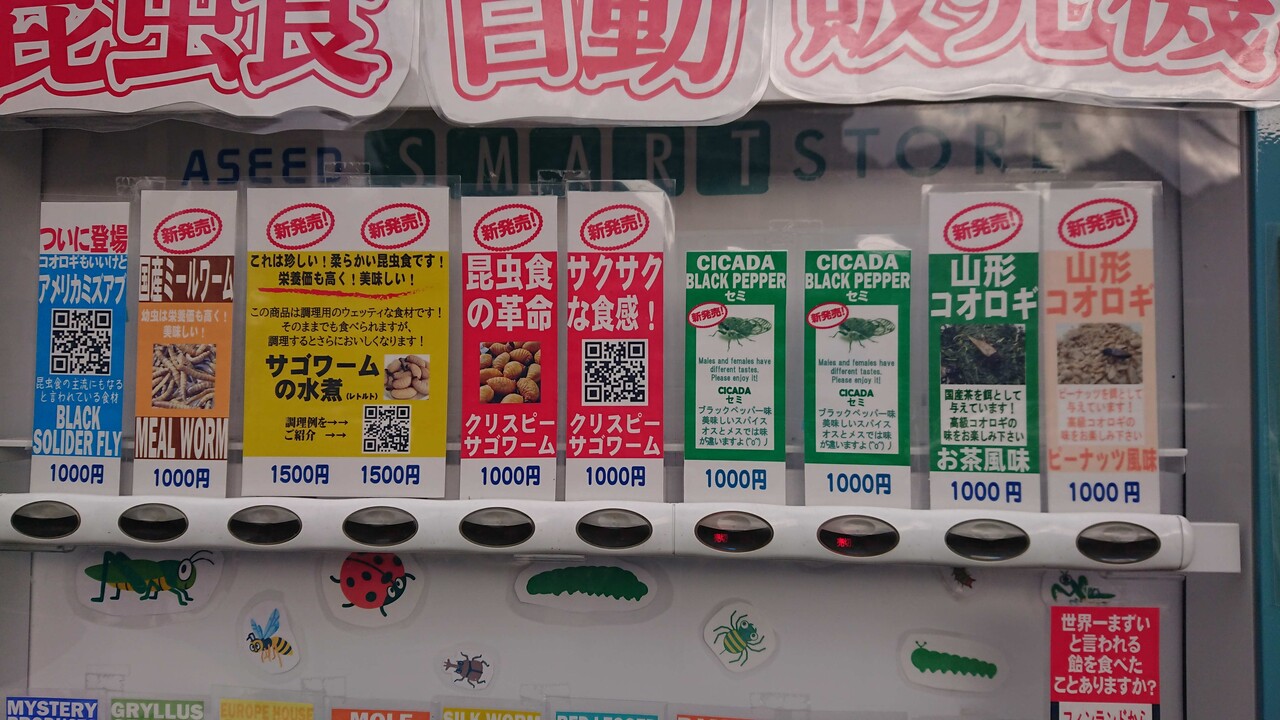 昆虫食 自動 販売機
ASEED SMART STORE
ついに登場
コオロギもいいけど
アメリカミズアブ
昆虫食の主流にもなる
と言われている食材
BLACK
SOLIDER FLY
1000円
新発売!
国産ミールワーム
幼虫は栄養価も高く!
美味しい!
MEAL WORM
1000円
新発売! 新発売!
これは珍しい!柔らかい昆虫食です!
栄養価も高く!美味しい!
この商品は調理用のウェッティな食材です!
そのままでも食べられますが、
調理するとさらにおいしくなります!
サゴワーム
の水煮(レトルト)
調理例を→→
ご紹介 →→
1500円 1500円
新発売!
昆虫食
の革命
クリスピー
サゴワーム
1000円
新発売!
サクサク
な食感!
クリスピー
サゴワーム
1000円
CICADA
BLACK PEPPER
セミ
新発売!
Males and females have
different tastes.
Please enjoy it!
CICADA
セミ
ブラックペッパー味
美味しいスパイス
オスとメスでは味
が違いますよ(^o^)丿
1000円
CICADA
BLACK PEPPER
セミ
新発売!
Males and females have
different tastes.
Please enjoy it!
CICADA
セミ
ブラックペッパー味
美味しいスパイス
オスとメスでは味
が違いますよ(^o^)丿
1000円
新発売!
山形
コオロギ
国産茶を餌として
与えています!
高級コオロギの
味をお楽しみ下さい
お茶風味
1000円
新発売!
山形
コオロギ
ピーナッツを餌として
与えています!
高級コオロギの
味をお楽しみ下さい
ピーナッツ風味
1000円
世界一まずい
と言われる
飴を食べた
ことありますか?
フィンランドから
MYSTERY
GRYLLUS
EUROPE HOUSE
MOLE
SILK WORM